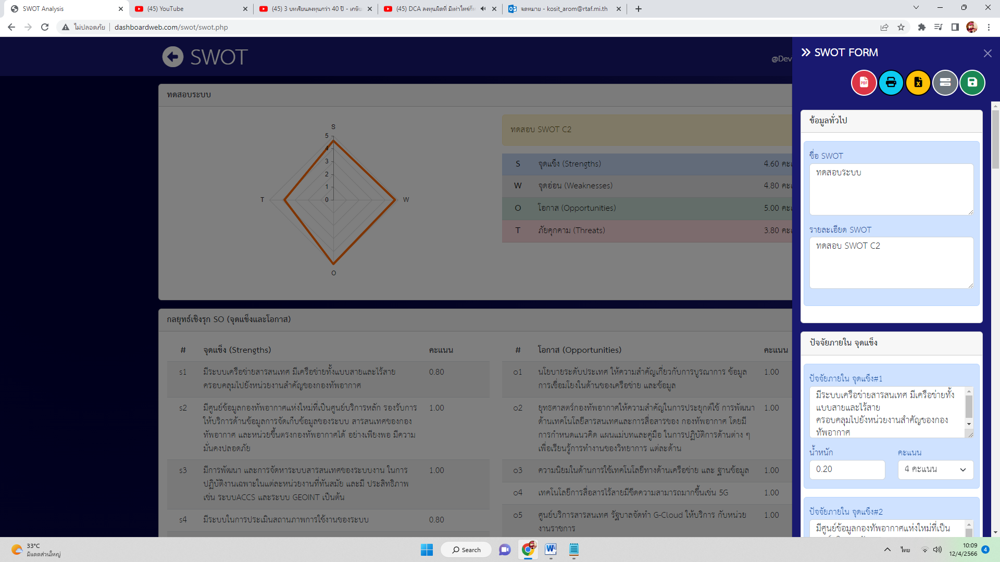 SWOT Analysis
(45) YouTube
(45) 3 บทเรียนลงทุนกว่า 40 ปี - เกษีย
(45) DCA ลงทุนผิดที่ มีเท่าไหร่ก็ห
จดหมาย - kosit_arom@rtaf.mi.th
ไม่ปลอดภัย
dashboardweb.com/swot/swot.php
SWOT
@Dev
SWOT FORM
PDF
ทดสอบระบบ
S
5
4
3
2
1
0
T
W
O
ทดสอบ SWOT C2
S จุดแข็ง (Strengths) 4.60 คะแ
W จุดอ่อน (Weaknesses) 4.80 คะแ
O โอกาส (Opportunities) 5.00 คะแ
T ภัยคุกคาม (Threats) 3.80 คะแ
กลยุทธ์เชิงรุก SO (จุดแข็งและโอกาส)
# จุดแข็ง (Strengths) คะแนน
s1 มีระบบเครือข่ายสารสนเทศ มีเครือข่ายทั้งแบบสายและไร้สาย 0.80
ครอบคลุมไปยังหน่วยงานสำคัญของกองทัพอากาศ
s2 มีศูนย์ข้อมูลกองทัพอากาศแห่งใหม่ที่เป็นศูนย์บริการหลัก รองรับการ 1.00
ให้บริการด้านข้อมูลการจัดเก็บข้อมูลของระบบ สารสนเทศของกอง
ทัพอากาศ และหน่วยขึ้นตรงกองทัพอากาศได้ อย่างเพียงพอ มีความ
มั่นคงปลอดภัย
s3 มีการพัฒนา และการจัดหาระบบสารสนเทศของระบบงาน ในการ 1.00
ปฏิบัติงานเฉพาะในแต่ละหน่วยงานที่ทันสมัย และมี ประสิทธิภาพ
เช่น ระบบACCS และระบบ GEOINT เป็นต้น
s4 มีระบบในการประเมินสถานภาพการใช้งานของระบบ 0.80
# โอกาส (Opportunities) คะแนน
o1 นโยบายระดับประเทศ ให้ความสำคัญเกี่ยวกับการบูรณาการ ข้อมูล 1.00
การเชื่อมโยงในด้านของเครือข่าย และข้อมูล
o2 ยุทธศาสตร์กองทัพอากาศให้ความสำคัญในการประยุกต์ใช้ การพัฒนา 1.00
ด้านเทคโนโลยีสารสนเทศและการสื่อสารของ กองทัพอากาศ โดยมี
การกำหนดแนวคิด แผนแม่บทและคู่มือ ในการปฏิบัติการด้านต่าง ๆ
เพื่อเรียนรู้การทำงานของวิทยาการ แต่ละด้าน
o3 ความนิยมในด้านการใช้เทคโนโลยีทางด้านเครือข่าย และ ฐานข้อมูล 1.00
o4 เทคโนโลยีการสื่อสารไร้สายมีขีดความสามารถมากขึ้นเช่น 5G 1.00
o5 ศูนย์บริการสารสนเทศ รัฐบาลจัดทำ G-Cloud ให้บริการ กับหน่วย 1.00
งานราชการ
ข้อมูลทั่วไป
ชื่อ SWOT
ทดสอบระบบ
รายละเอียด SWOT
ทดสอบ SWOT C2
ปัจจัยภายใน จุดแข็ง
ปัจจัยภายใน จุดแข็ง#1
มีระบบเครือข่ายสารสนเทศ มีเครือข่ายทั้ง
แบบสายและไร้สาย
ครอบคลุมไปยังหน่วยงานสำคัญของกอง
ทัพอากาศ
น้ำหนัก คะแนน
0.20 4 คะแนน
ปัจจัยภายใน จุดแข็ง#2
มีศูนย์ข้อมูลกองทัพอากาศแห่งใหม่ที่เป็น
33°C
มีแดดส่วนใหญ่
Search
ไทย
10:09
12/4/2566
4